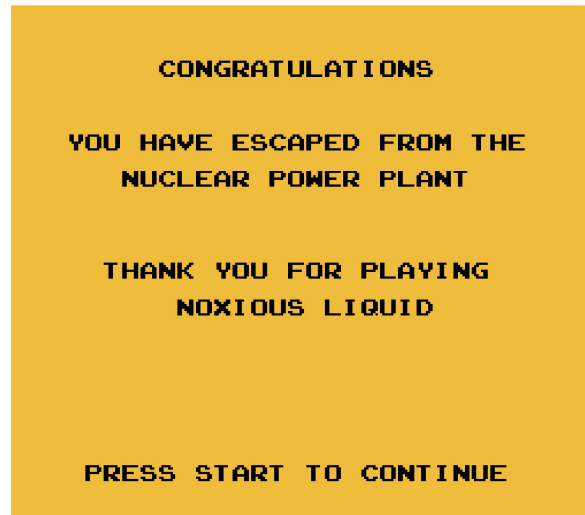 CONGRATULATIONS
YOU HAVE ESCAPED FROM THE
NUCLEAR POWER PLANT
THANK YOU FOR PLAYING
NOXIOUS LIQUID
PRESS START TO CONTINUE